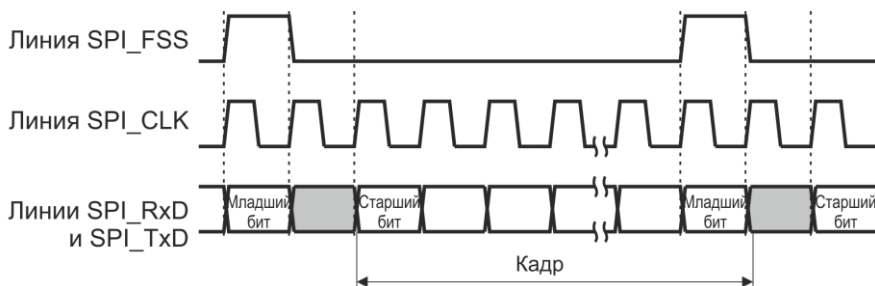 Линия SPI_FSS
Линия SPI_CLK
Линии SPI_RxD
и SPI_TxD
Младший
бит
Старший
бит
Младший
бит
Старший
бит
Кадр